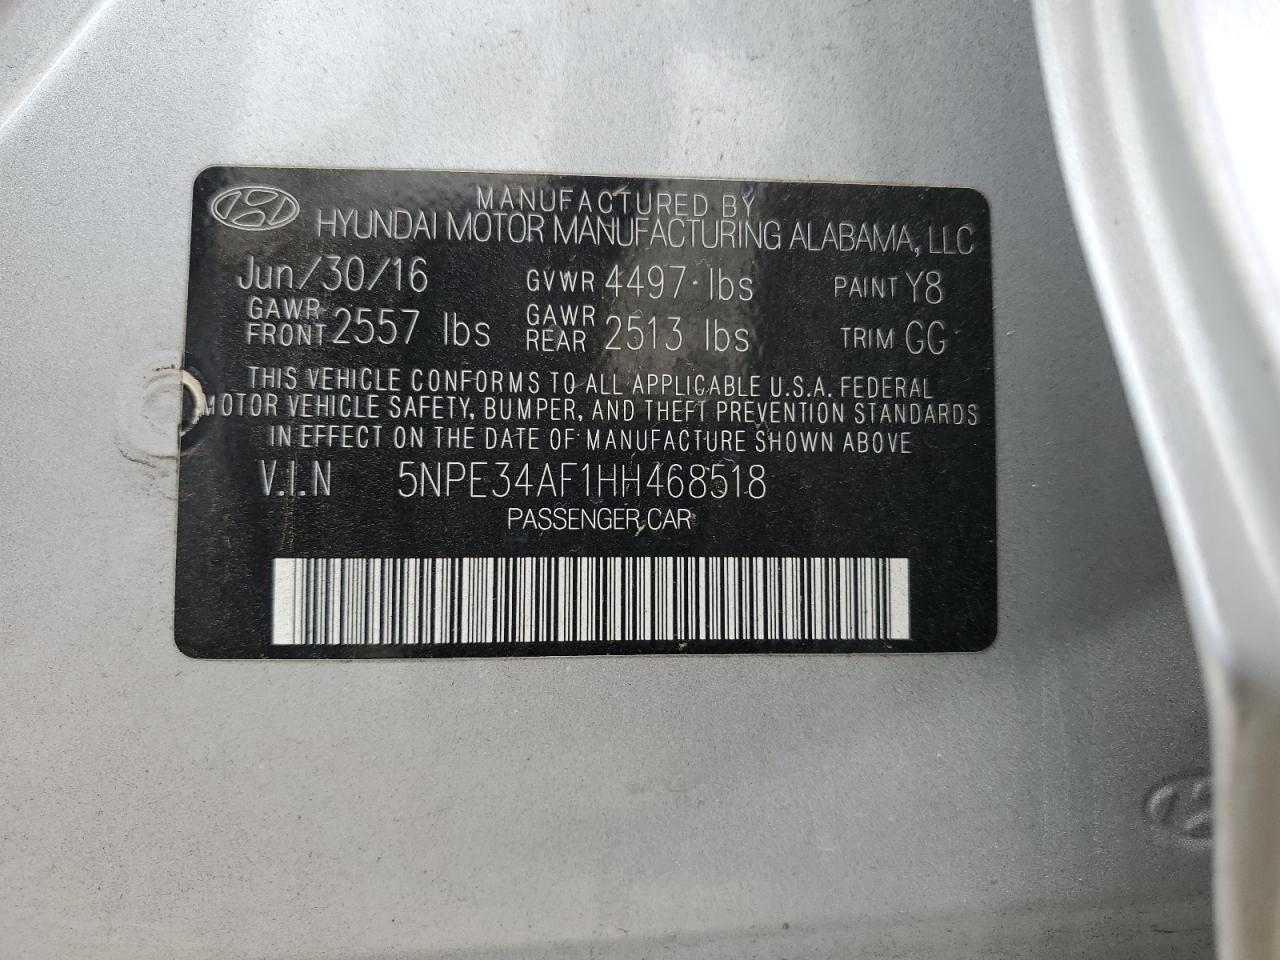 MANUFACTURED BY
HYUNDAI MOTOR MANUFACTURING ALABAMA, LLC
Jun/30/16 GVWR 4497 lbs PAINT Y8
GAWR FRONT 2557 lbs GAWR REAR 2513 lbs TRIM GG
THIS VEHICLE CONFORMS TO ALL APPLICABLE U.S.A. FEDERAL
MOTOR VEHICLE SAFETY, BUMPER, AND THEFT PREVENTION STANDARDS
IN EFFECT ON THE DATE OF MANUFACTURE SHOWN ABOVE
V.I.N 5NPE34AF1HH468518
PASSENGER CAR